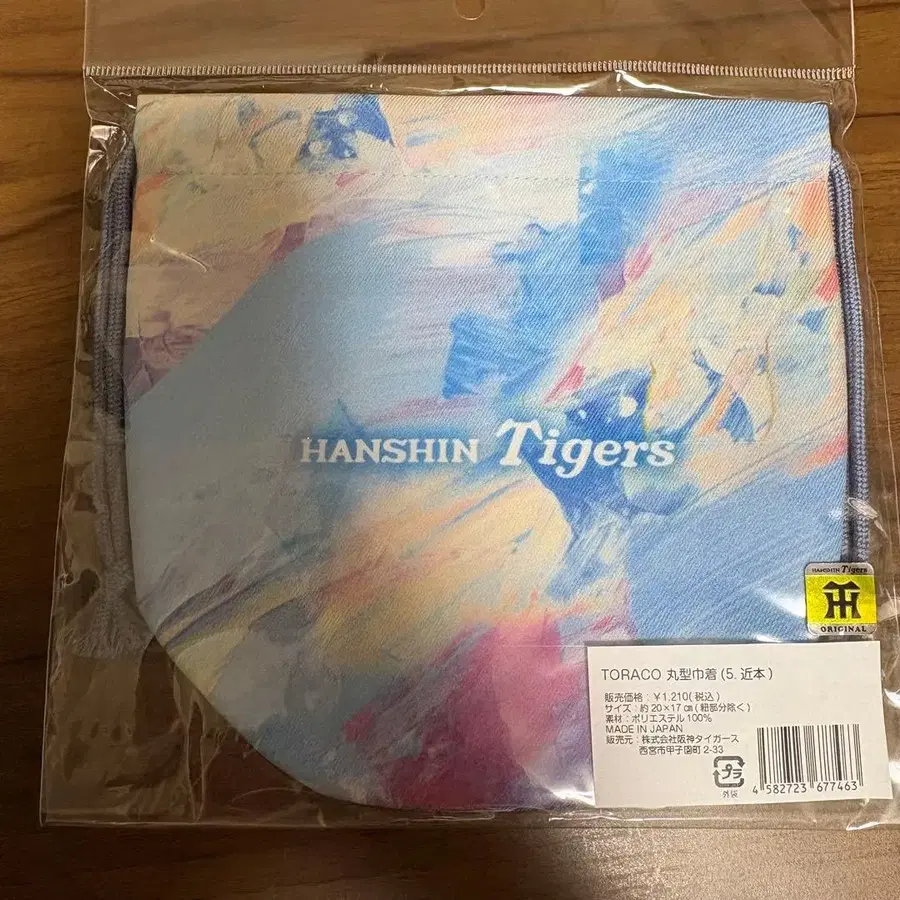 HANSHIN Tigers
HANSHIN Tigers
TH
ORIGINAL
TORACO 丸型巾着 (5. 近本)
販売価格：￥1,210(税込)
サイズ：約 20×17㎝(紐部分除く)
素材：ポリエステル 100%
MADE IN JAPAN
販売元：株式会社阪神タイガース
西宮市甲子園町 2-33
プラ
外袋
4 582723 677463